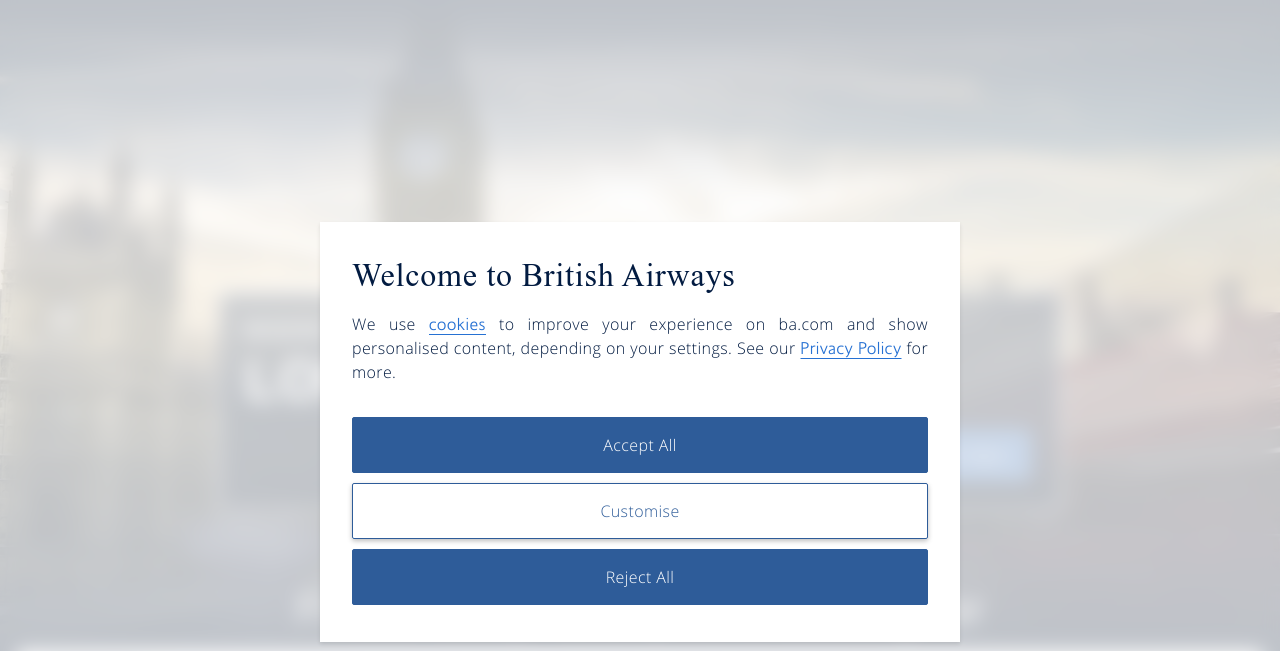 Welcome to British Airways
We use cookies to improve your experience on ba.com and show
personalised content, depending on your settings. See our Privacy Policy for
more.
Accept All
Customise
Reject All